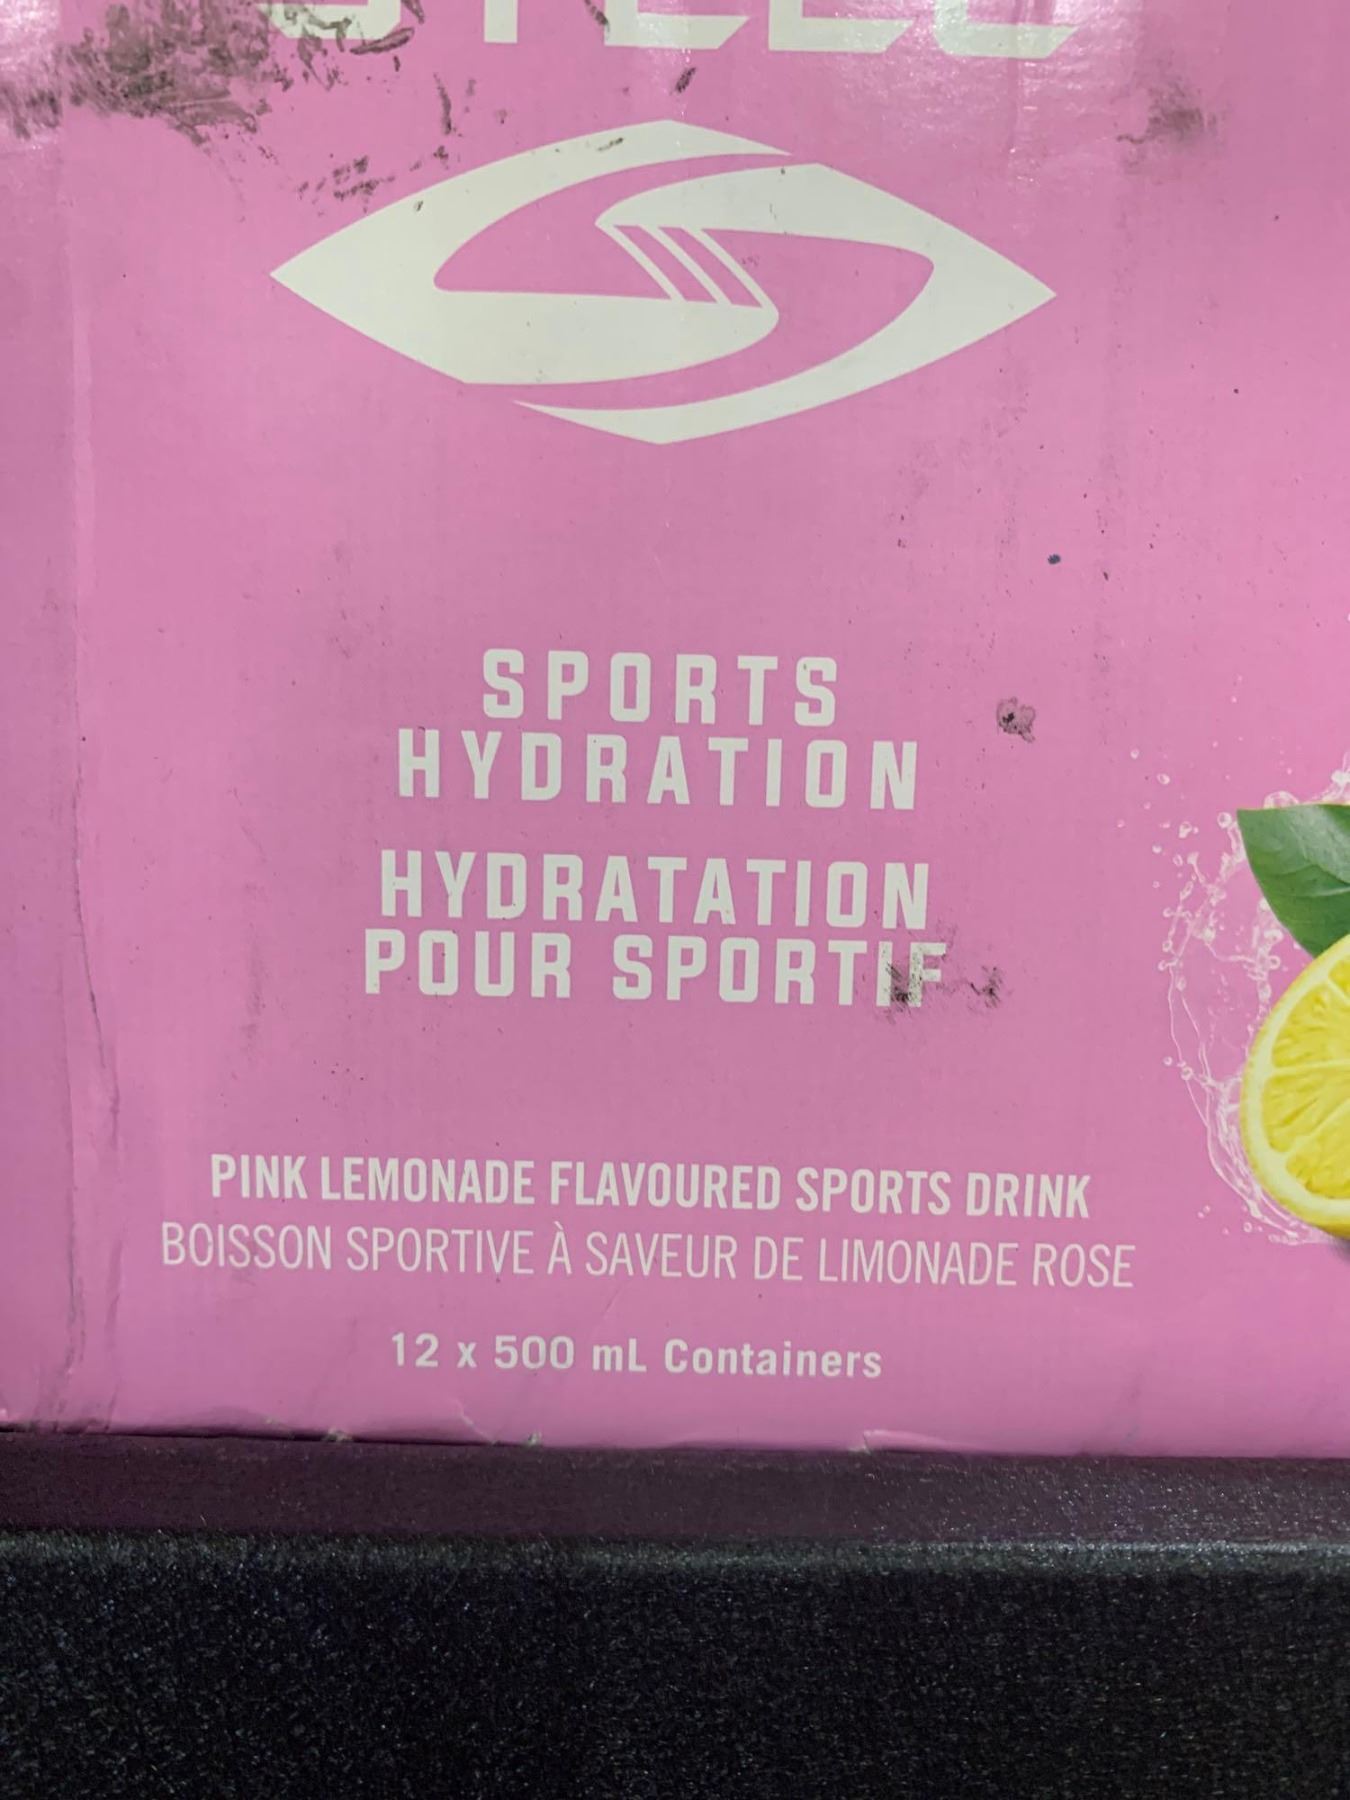 SPORTS
HYDRATION
HYDRATATION
POUR SPORTIF
PINK LEMONADE FLAVOURED SPORTS DRINK
BOISSON SPORTIVE À SAVEUR DE LIMONADE ROSE
12 x 500 mL Containers